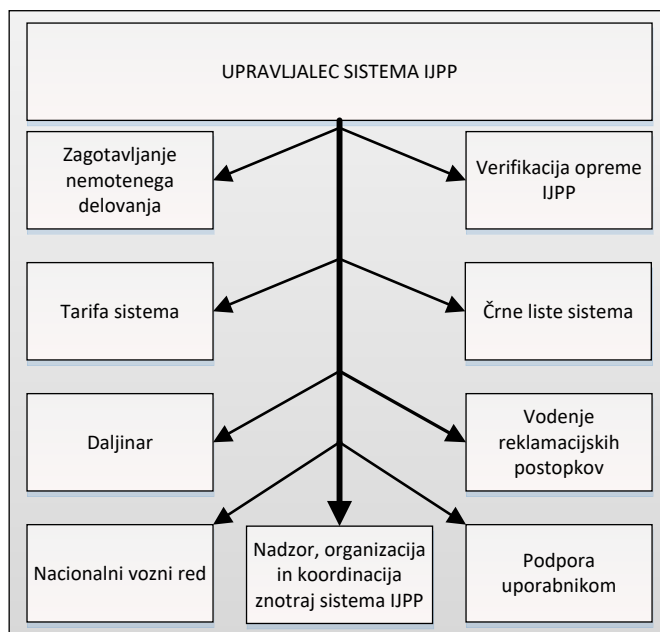 UPRAVLJALEC SISTEMA IJPP
Zagotavljanje
nemotenega
delovanja
Verifikacija opreme
IJPP
Tarifa sistema
Črne liste sistema
Daljinar
Vodenje
reklamacijskih
postopkov
Nacionalni vozni red
Nadzor, organizacija
in koordinacija
znotraj sistema IJPP
Podpora
uporabnikom